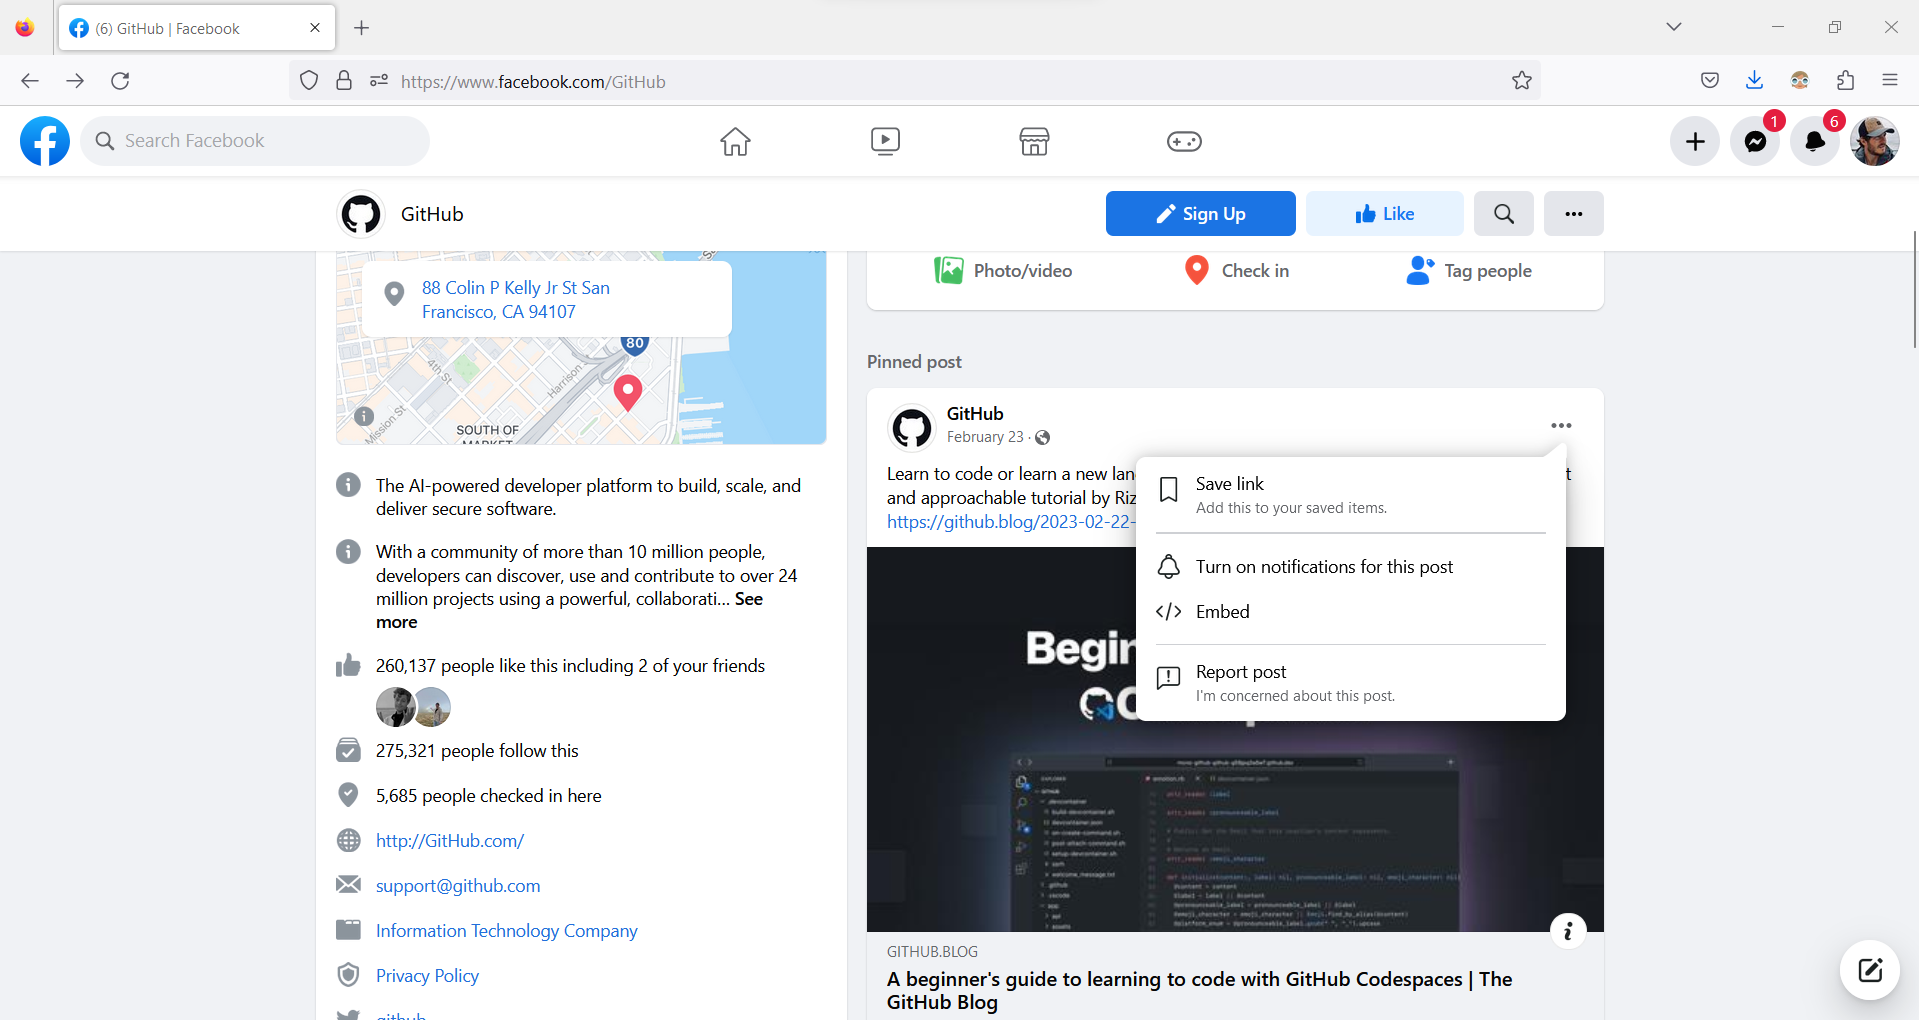 (6) GitHub | Facebook
https://www.facebook.com/GitHub
Search Facebook
1
6
GitHub
Sign Up
Like
88 Colin P Kelly Jr St San
Francisco, CA 94107
80
4th St
Harrison
Mission St
SOUTH OF
MARKET
The AI-powered developer platform to build, scale, and
deliver secure software.
With a community of more than 10 million people,
developers can discover, use and contribute to over 24
million projects using a powerful, collaborati... See
more
260,137 people like this including 2 of your friends
275,321 people follow this
5,685 people checked in here
http://GitHub.com/
support@github.com
Information Technology Company
Privacy Policy
github
Photo/video
Check in
Tag people
Pinned post
GitHub
February 23 ·
Learn to code or learn a new lan
and approachable tutorial by Riz
https://github.blog/2023-02-22-
Save link
Add this to your saved items.
Turn on notifications for this post
Embed
Report post
I'm concerned about this post.
Begin
GITHUB.BLOG
A beginner's guide to learning to code with GitHub Codespaces | The
GitHub Blog